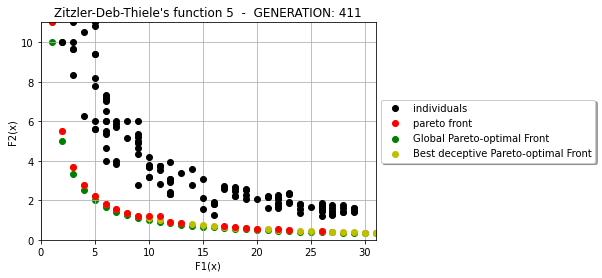 Zitzler-Deb-Thiele's function 5 - GENERATION: 411
F2(x)
10
8
6
4
2
0
0 5 10 15 20 25 30
F1(x)
individuals
pareto front
Global Pareto-optimal Front
Best deceptive Pareto-optimal Front